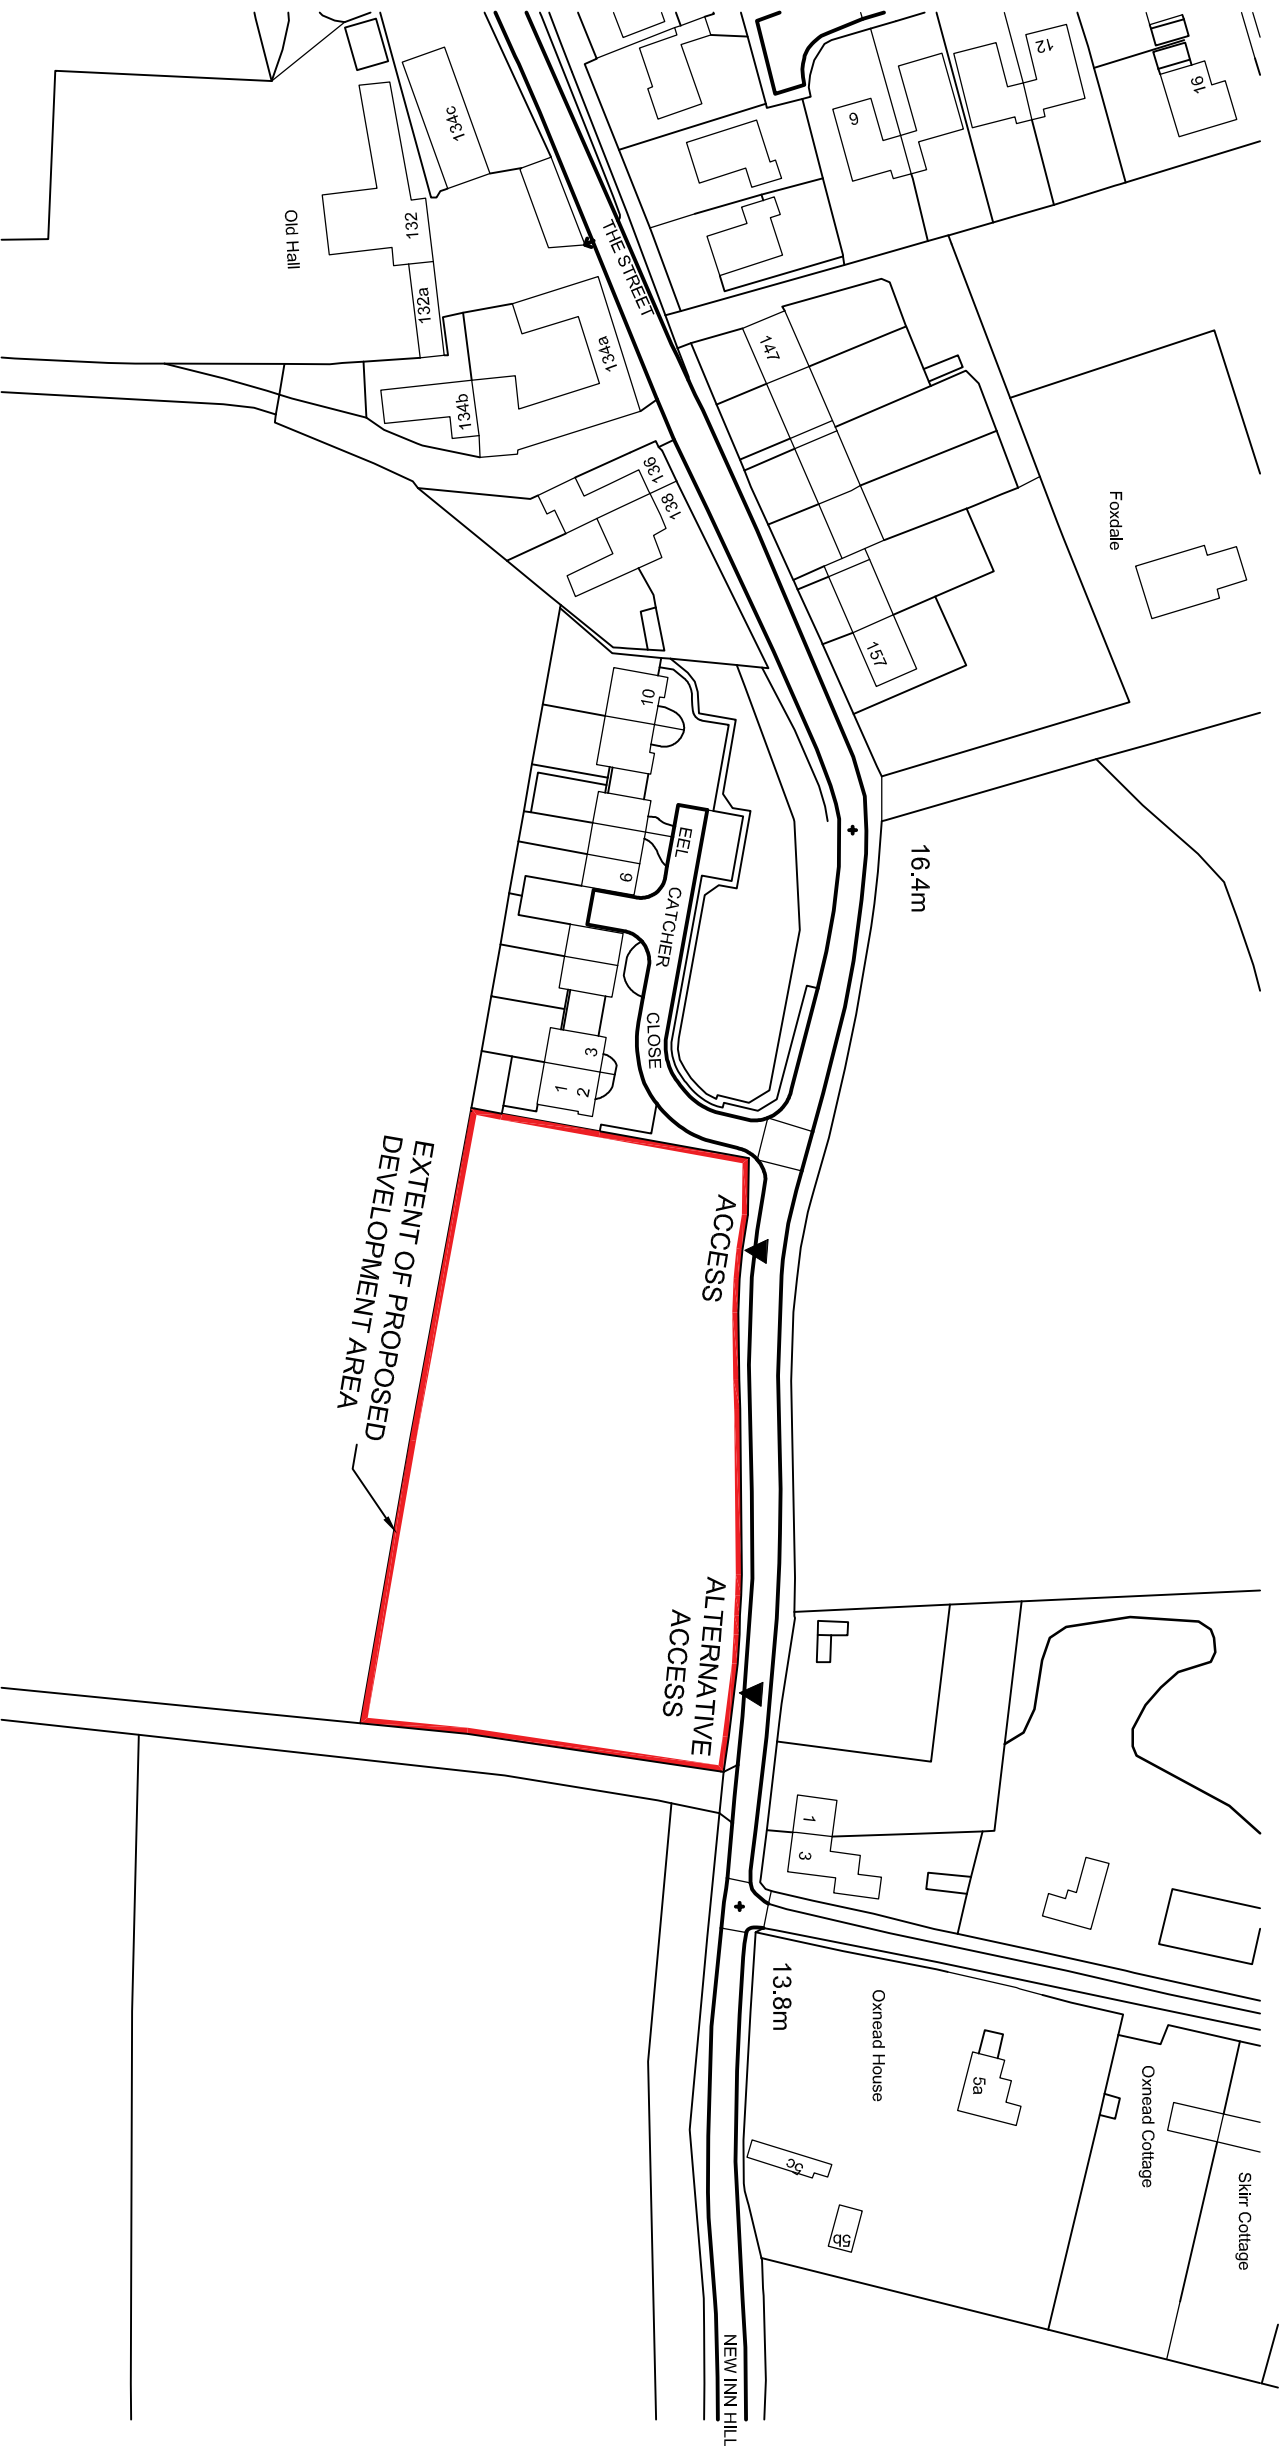 12
16
6
134c
132
Old Hall
132a
THE STREET
134a
134b
147
136
138
Foxdale
157
10
EEL CATCHER CLOSE
9
16.4m
3
1
2
EXTENT OF PROPOSED
DEVELOPMENT AREA
ACCESS
ALTERNATIVE
ACCESS
1
3
13.8m
Oxnead House
5a
Oxnead Cottage
Skirr Cottage
5c
5b
NEW INN HILL